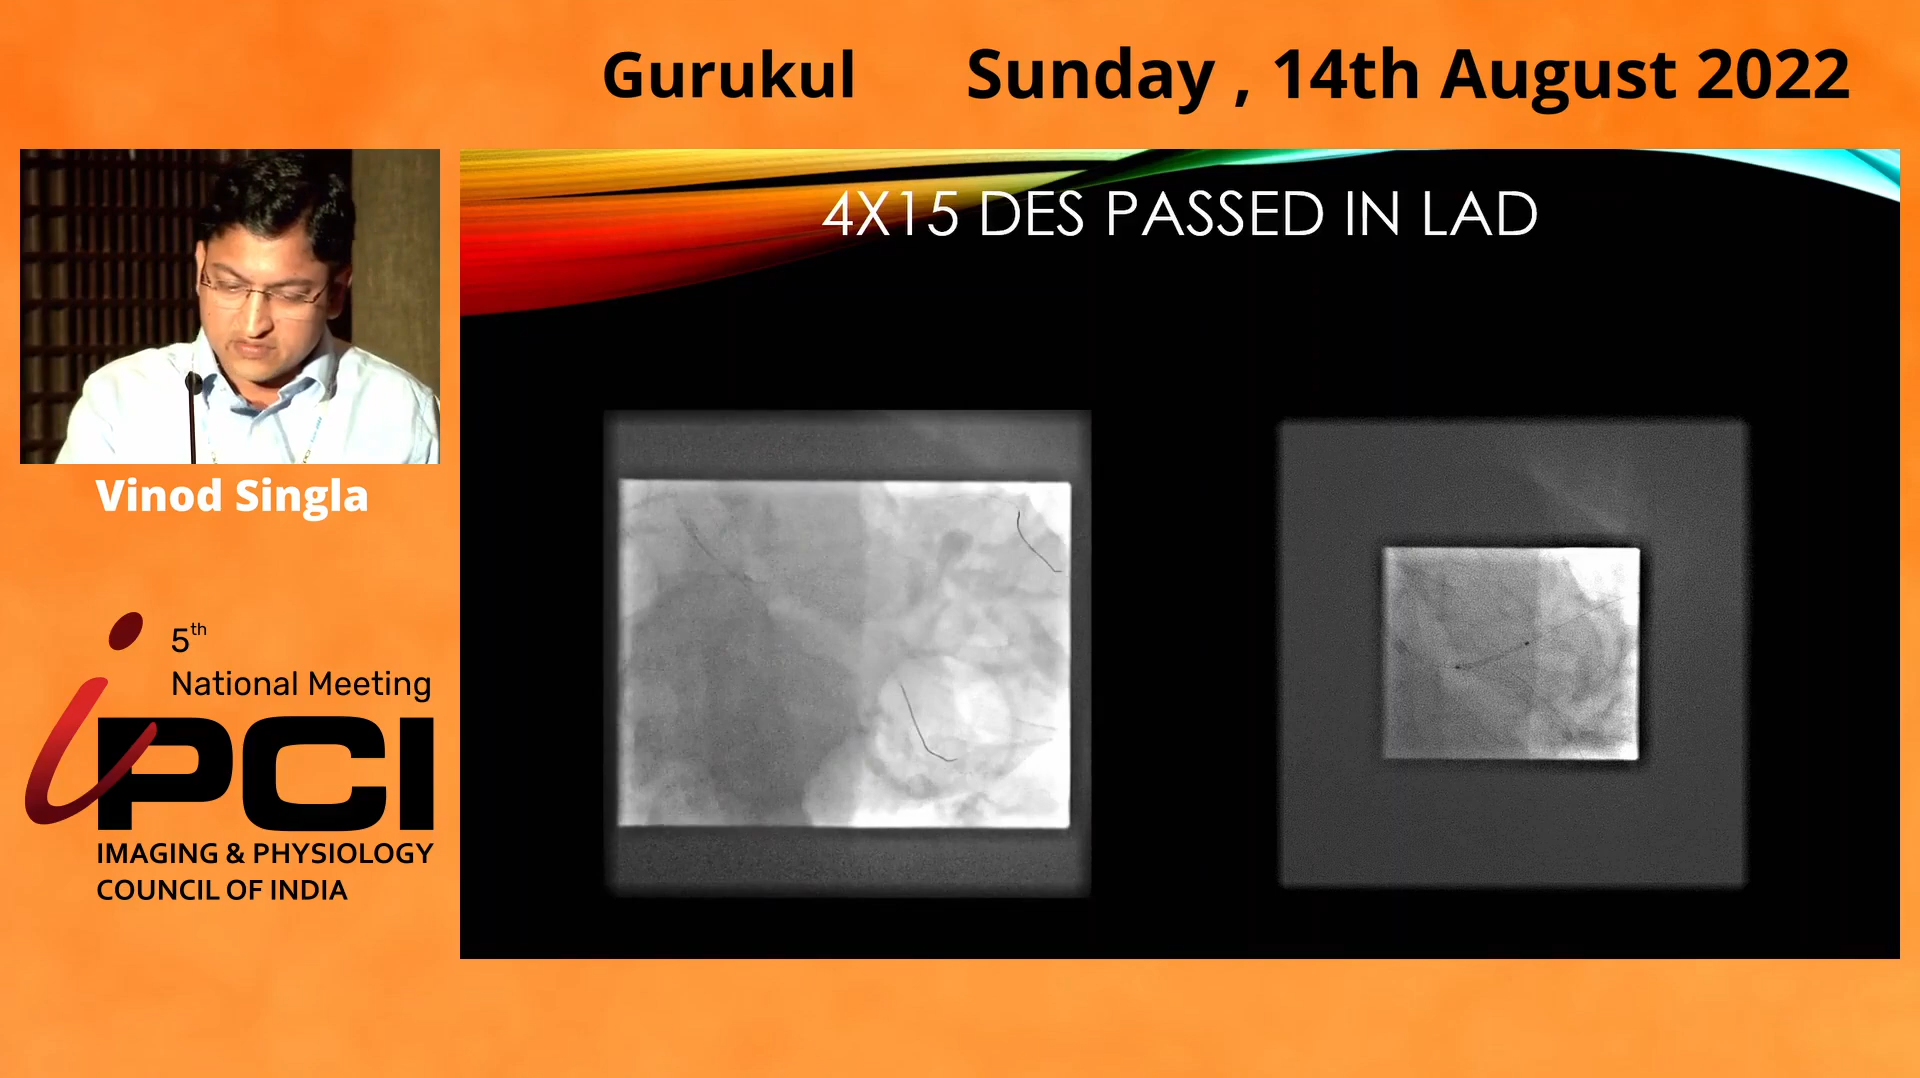 Gurukul Sunday , 14th August 2022
4X15 DES PASSED IN LAD
Vinod Singla
5th
National Meeting
iPCI
IMAGING & PHYSIOLOGY
COUNCIL OF INDIA